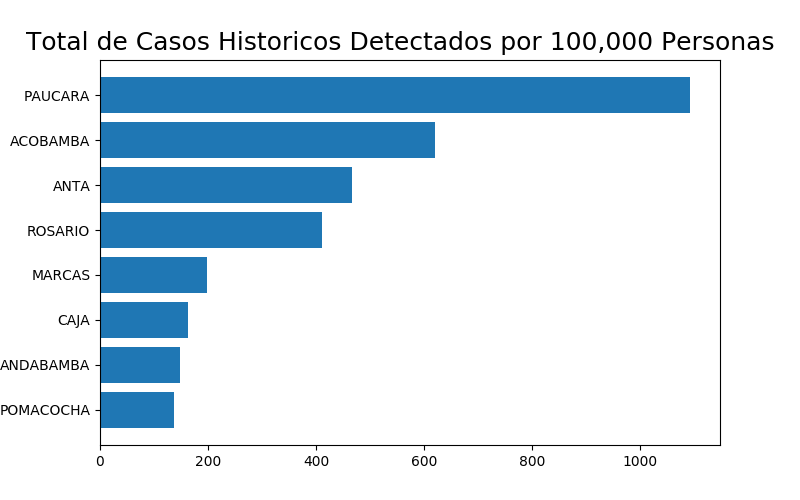 Total de Casos Historicos Detectados por 100,000 Personas
PAUCARA
ACOBAMBA
ANTA
ROSARIO
MARCAS
CAJA
ANDABAMBA
POMACOCHA
0 200 400 600 800 1000